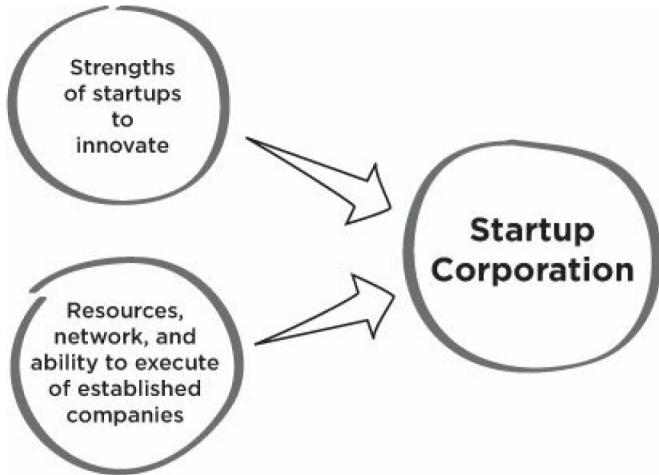 Strengths
of startups
to
innovate
Startup
Corporation
Resources,
network, and
ability to execute
of established
companies